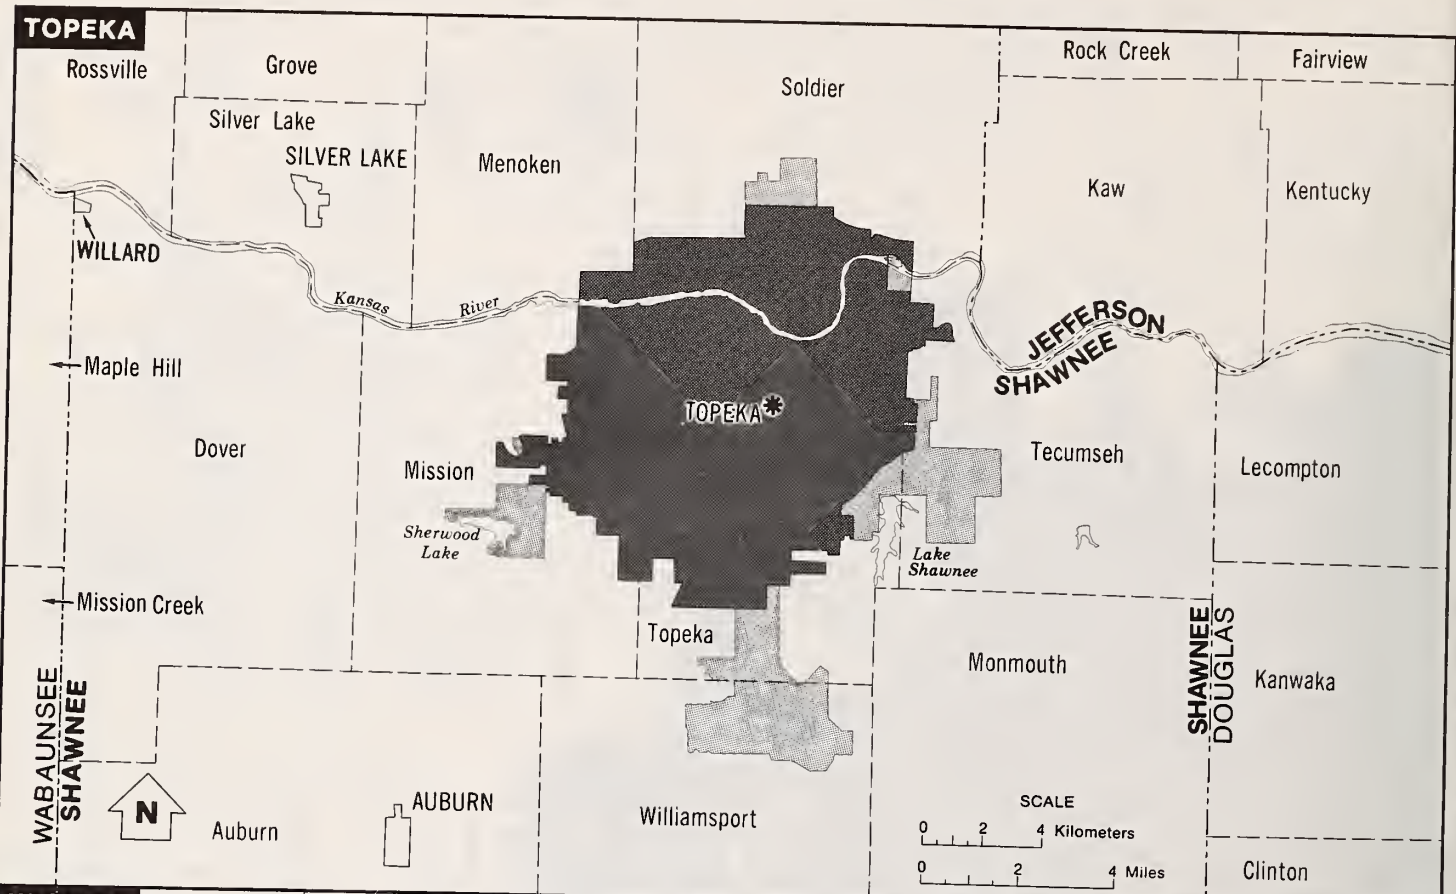 TOPEKA
Rossville
Grove
Soldier
Rock Creek
Fairview
Silver Lake
SILVER LAKE
Menoken
Kaw
Kentucky
WILLARD
Kansas River
JEFFERSON
SHAWNEE
Maple Hill
TOPEKA
Dover
Mission
Tecumseh
Lecompton
Sherwood
Lake
Lake
Shawnee
Mission Creek
Topeka
Monmouth
SHAWNEE
DOUGLAS
Kanwaka
WABAUNSEE
SHAWNEE
N
Auburn
AUBURN
Williamsport
SCALE
0 2 4 Kilometers
0 2 4 Miles
Clinton